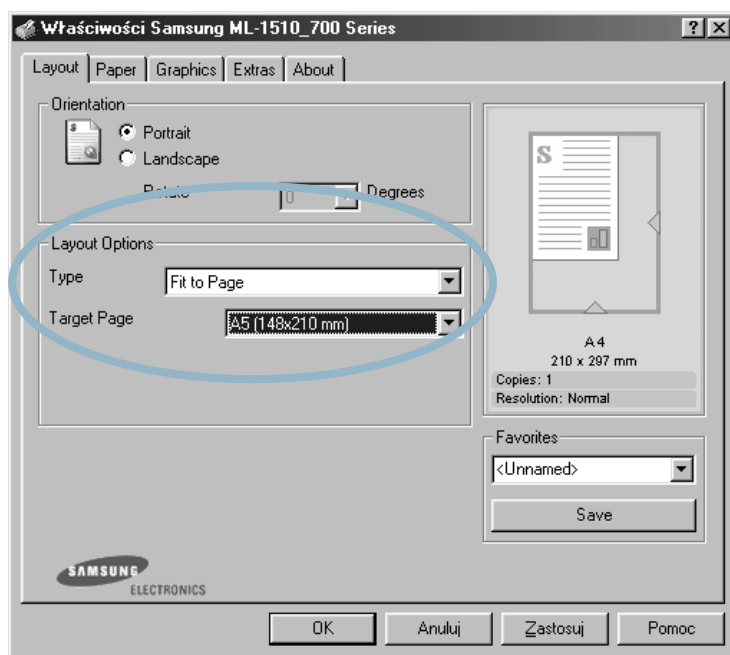 Właściwości Samsung ML-1510_700 Series
Layout Paper Graphics Extras About
Orientation
Portrait
Landscape
Rotate 0 Degrees
Layout Options
Type Fit to Page
Target Page A5 (148x210 mm)
S
S
A4
210 x 297 mm
Copies: 1
Resolution: Normal
Favorites
<Unnamed>
Save
SAMSUNG
ELECTRONICS
OK Anuluj Zastosuj Pomoc